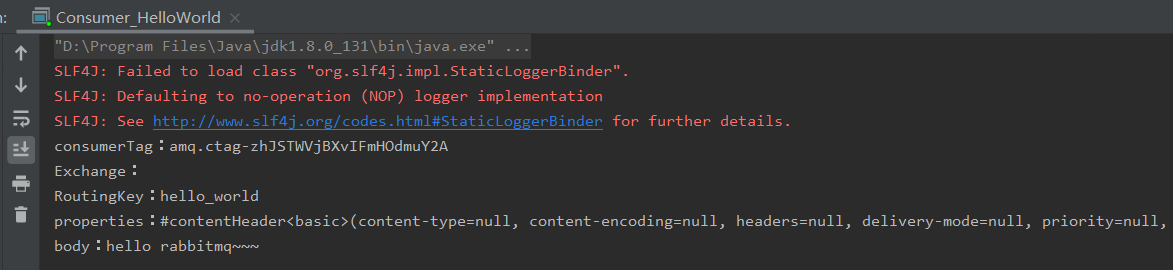 n: Consumer_HelloWorld ×
"D:\Program Files\Java\jdk1.8.0_131\bin\java.exe" ...
SLF4J: Failed to load class "org.slf4j.impl.StaticLoggerBinder".
SLF4J: Defaulting to no-operation (NOP) logger implementation
SLF4J: See http://www.slf4j.org/codes.html#StaticLoggerBinder for further details.
consumerTag：amq.ctag-zhJSTWVjBXvIFmHOdmuY2A
Exchange：
RoutingKey：hello_world
properties：#contentHeader<basic>(content-type=null, content-encoding=null, headers=null, delivery-mode=null, priority=null,
body：hello rabbitmq~~~